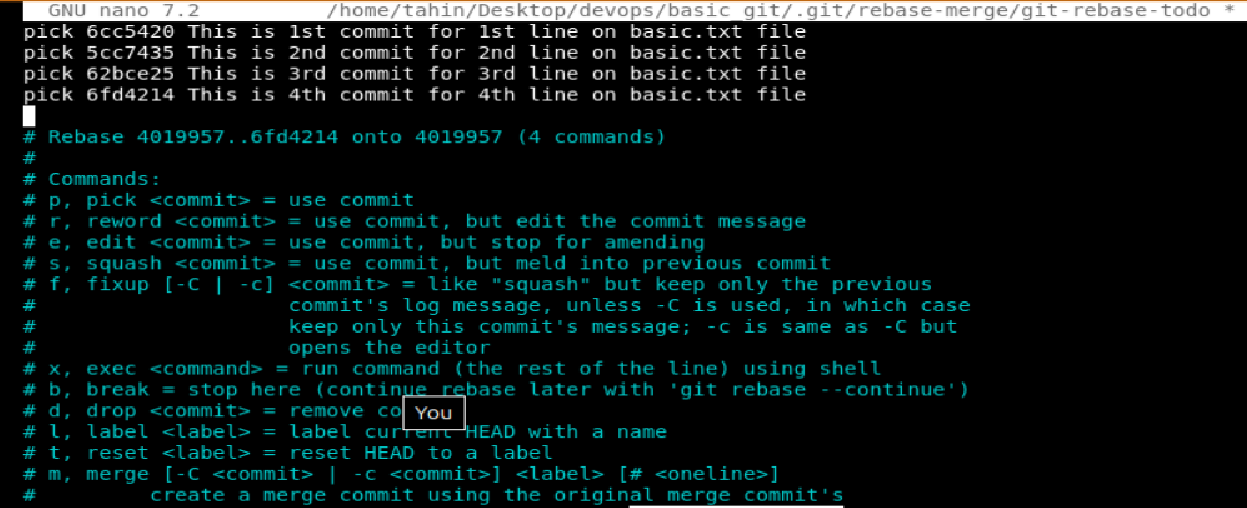 GNU nano 7.2 /home/tahin/Desktop/devops/basic git/.git/rebase-merge/git-rebase-todo *
pick 6cc5420 This is 1st commit for 1st line on basic.txt file
pick 5cc7435 This is 2nd commit for 2nd line on basic.txt file
pick 62bce25 This is 3rd commit for 3rd line on basic.txt file
pick 6fd4214 This is 4th commit for 4th line on basic.txt file
# Rebase 4019957..6fd4214 onto 4019957 (4 commands)
#
# Commands:
# p, pick <commit> = use commit
# r, reword <commit> = use commit, but edit the commit message
# e, edit <commit> = use commit, but stop for amending
# s, squash <commit> = use commit, but meld into previous commit
# f, fixup [-C | -c] <commit> = like "squash" but keep only the previous
#                    commit's log message, unless -C is used, in which case
#                    keep only this commit's message; -c is same as -C but
#                    opens the editor
# x, exec <command> = run command (the rest of the line) using shell
# b, break = stop here (continue rebase later with 'git rebase --continue')
# d, drop <commit> = remove co
You
# l, label <label> = label current HEAD with a name
# t, reset <label> = reset HEAD to a label
# m, merge [-C <commit> | -c <commit>] <label> [# <oneline>]
#         create a merge commit using the original merge commit's